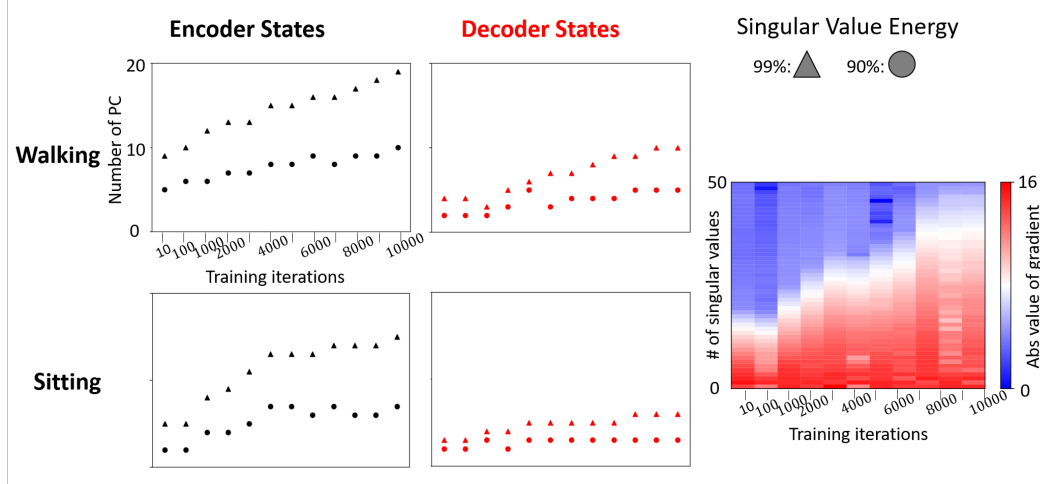 Encoder States
Decoder States
Singular Value Energy
99%:
90%:
Walking
Number of PC
20
10
0
10 100 1000 2000 4000 6000 8000 10000
Training iterations
Sitting
50
0
# of singular values
10 100 1000 2000 4000 6000 8000 10000
Training iterations
16
0
Abs value of gradient